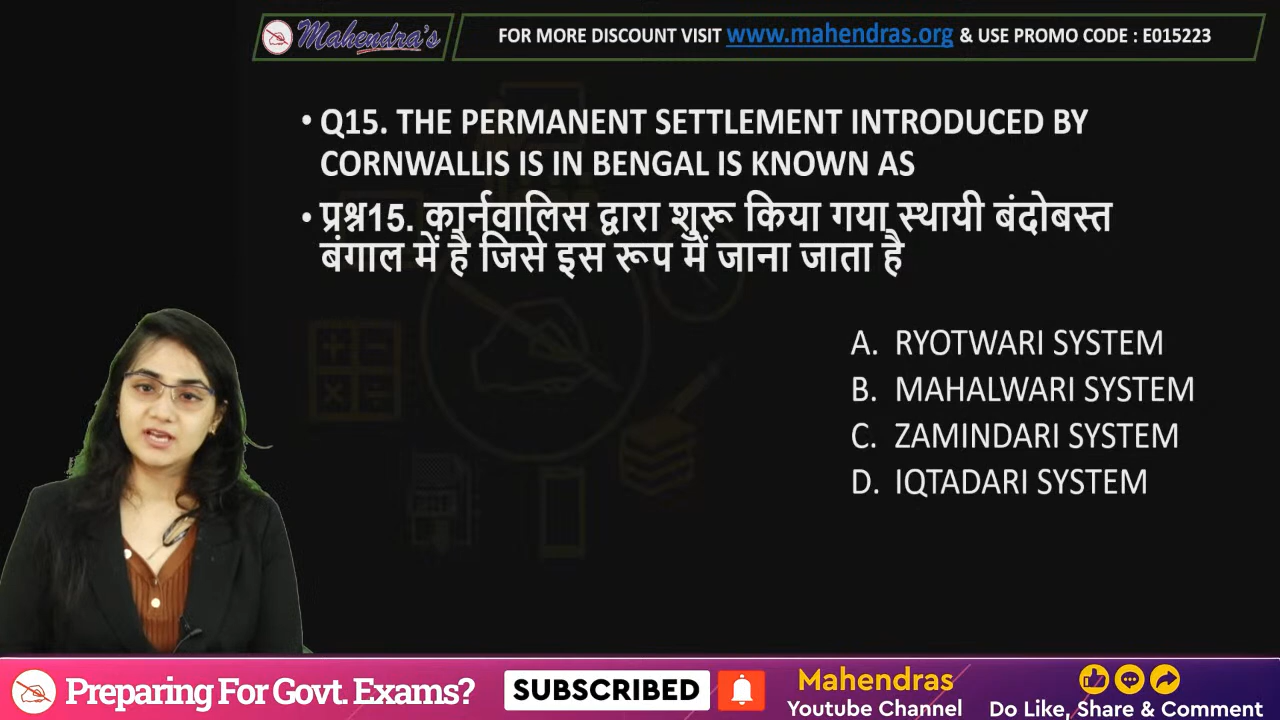 Mahendra's
FOR MORE DISCOUNT VISIT www.mahendras.org & USE PROMO CODE : E015223
• Q15. THE PERMANENT SETTLEMENT INTRODUCED BY
CORNWALLIS IS IN BENGAL IS KNOWN AS
• प्रश्न15. कार्नवालिस द्वारा शुरू किया गया स्थायी बंदोबस्त
बंगाल में है जिसे इस रूप में जाना जाता है
A. RYOTWARI SYSTEM
B. MAHALWARI SYSTEM
C. ZAMINDARI SYSTEM
D. IQTADARI SYSTEM
PDF
Preparing For Govt. Exams?
SUBSCRIBED
Mahendras
YouTube Channel
Do Like, Share & Comment